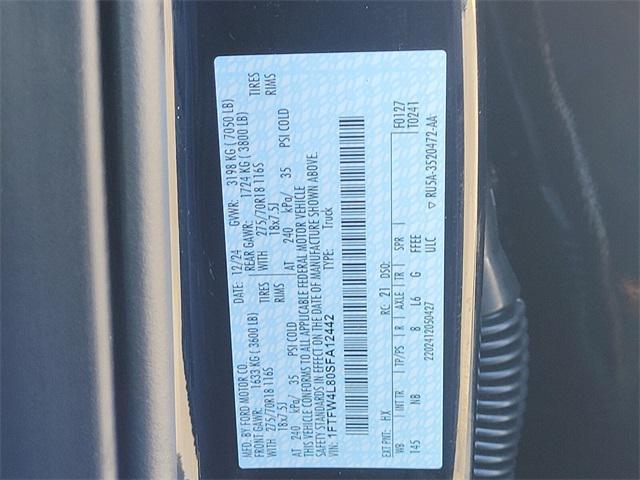 MFD. BY FORD MOTOR CO.
DATE: 12/24 GVWR: 3198 KG ( 7050 LB)
FRONT GAWR: 1633 KG ( 3600 LB) REAR GAWR: 1724 KG ( 3800 LB)
WITH 275/70R18 116S TIRES WITH 275/70R18 116S TIRES
18x7.5J RIMS 18x7.5J RIMS
AT 240 kPa/ 35 PSI COLD AT 240 kPa/ 35 PSI COLD
THIS VEHICLE CONFORMS TO ALL APPLICABLE FEDERAL MOTOR VEHICLE
SAFETY STANDARDS IN EFFECT ON THE DATE OF MANUFACTURE SHOWN ABOVE.
VIN: 1FTFW4L80SFA12442 TYPE: Truck
F0127
EXT PNT: HX RC: 21 DSO: T0241
WB INT TR TP/PS R AXLE TR SPR
145 NB 8 L6 G FFEE
ULC
2202412050427 ▽ RU5A-3520472-AA